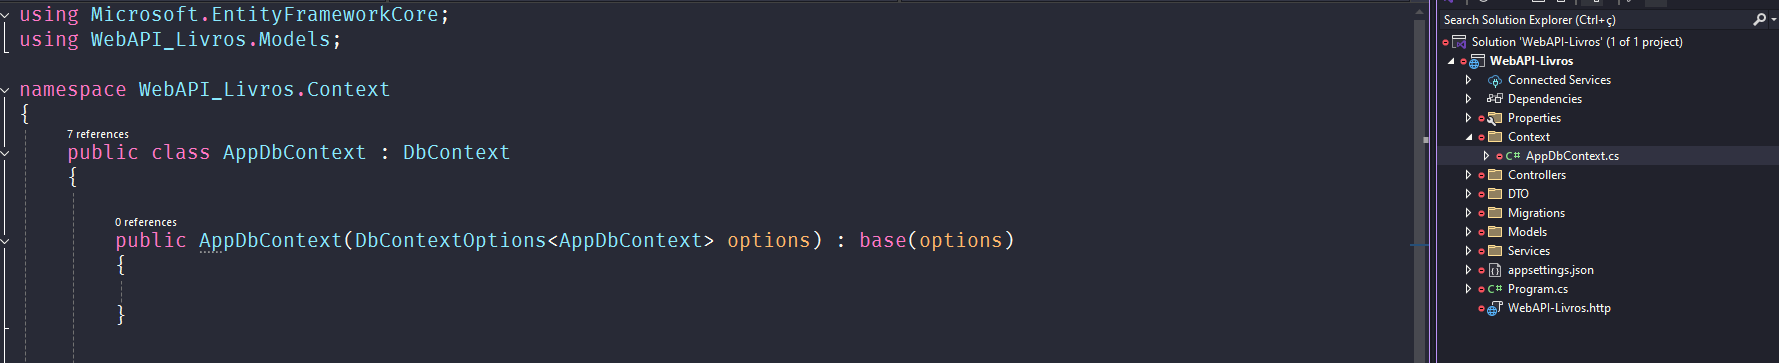 using Microsoft.EntityFrameworkCore;
using WebAPI_Livros.Models;
namespace WebAPI_Livros.Context
{
7 references
public class AppDbContext : DbContext
{
0 references
public AppDbContext(DbContextOptions<AppDbContext> options) : base(options)
{
}
Search Solution Explorer (Ctrl+ç)
Solution 'WebAPI-Livros' (1 of 1 project)
WebAPI-Livros
Connected Services
Dependencies
Properties
Context
C# AppDbContext.cs
Controllers
DTO
Migrations
Models
Services
appsettings.json
C# Program.cs
WebAPI-Livros.http